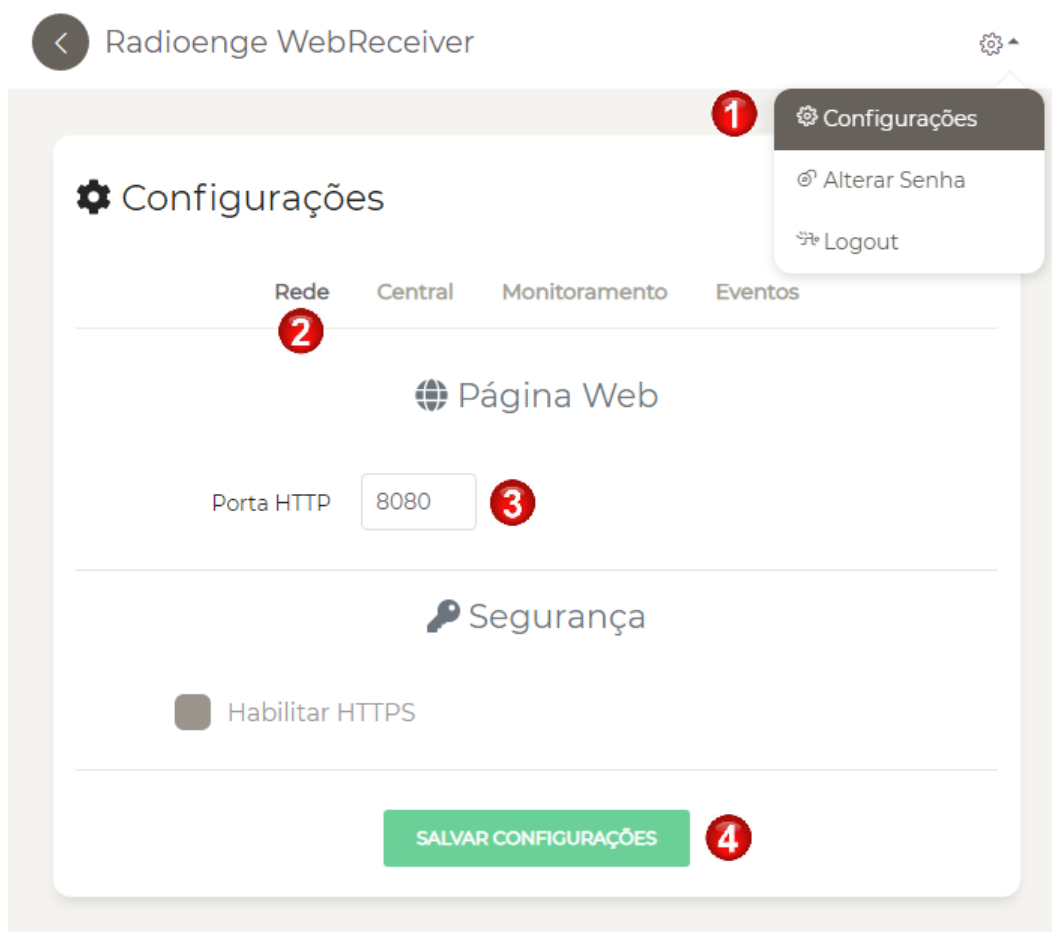 Radioenge WebReceiver
1
Configurações
Alterar Senha
Logout
Configurações
Rede Central Monitoramento Eventos
2
Página Web
Porta HTTP 8080 3
Segurança
Habilitar HTTPS
SALVAR CONFIGURAÇÕES 4